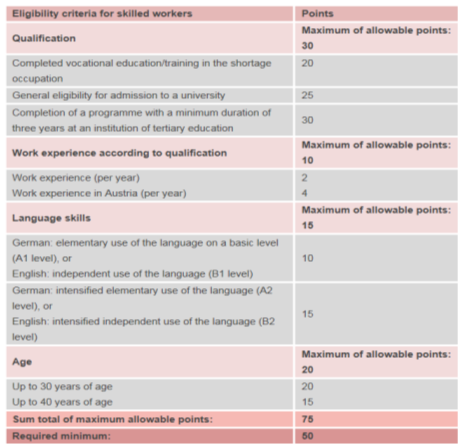 Eligibility criteria for skilled workers Points
Qualification Maximum of allowable points:
30
Completed vocational education/training in the shortage
occupation 20
General eligibility for admission to a university 25
Completion of a programme with a minimum duration of
three years at an institution of tertiary education 30
Work experience according to qualification Maximum of allowable points:
10
Work experience (per year) 2
Work experience in Austria (per year) 4
Language skills Maximum of allowable points:
15
German: elementary use of the language on a basic level
(A1 level), or
English: independent use of the language (B1 level) 10
German: intensified elementary use of the language (A2
level), or
English: intensified independent use of the language (B2
level) 15
Age Maximum of allowable points:
20
Up to 30 years of age 20
Up to 40 years of age 15
Sum total of maximum allowable points: 75
Required minimum: 50